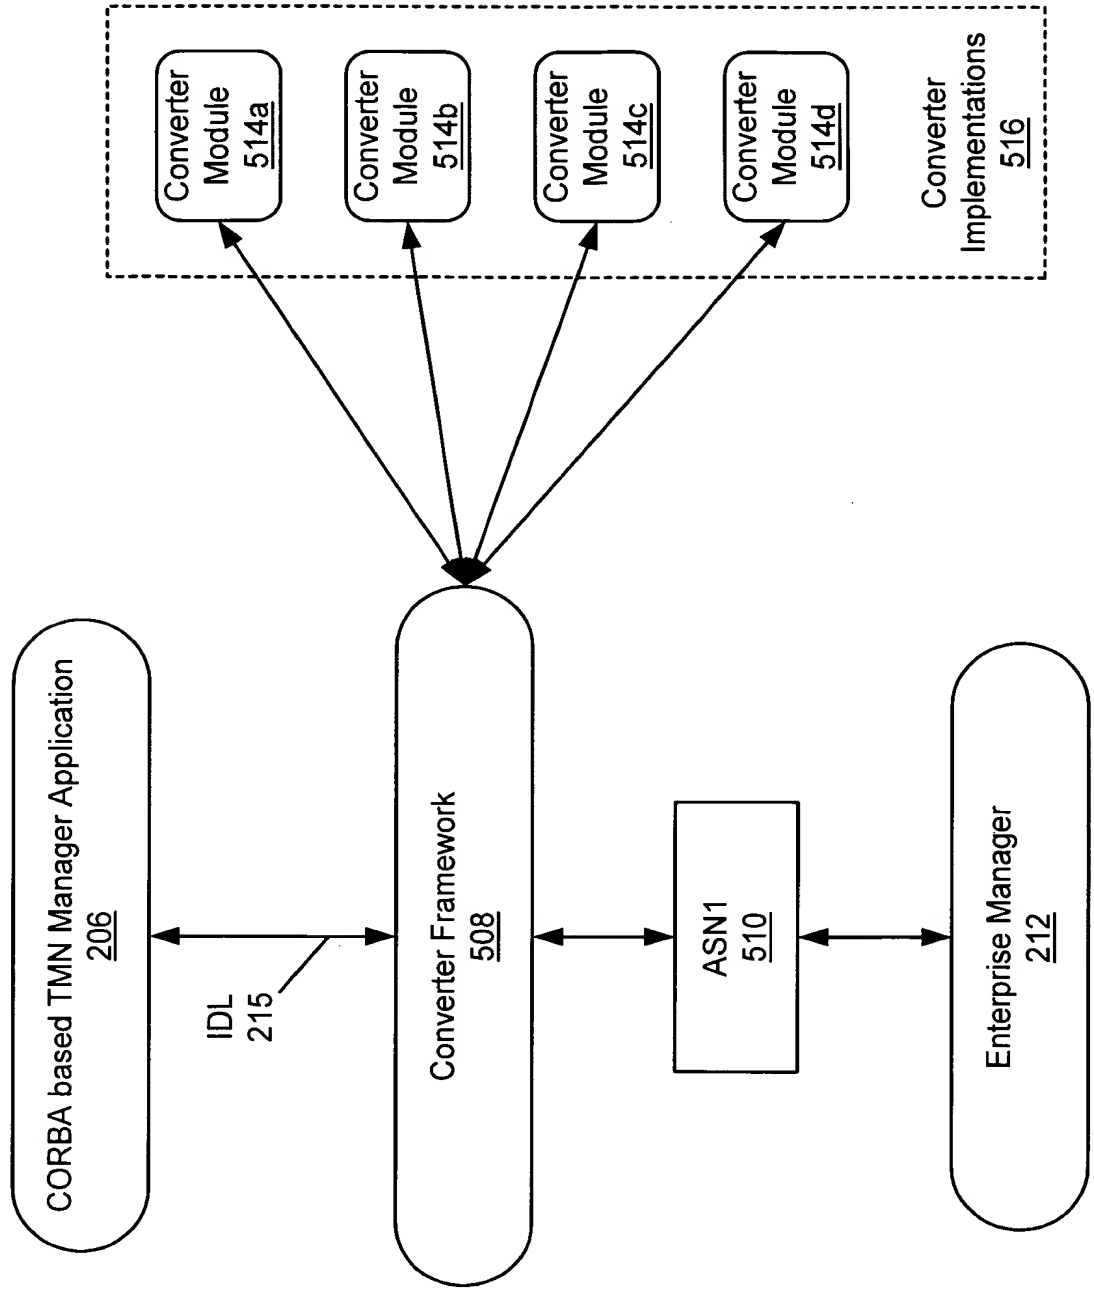 CORBA based TMN Manager Application
206
IDL
215
Converter Framework
508
ASN1
510
Enterprise Manager
212
Converter
Module
514a
Converter
Module
514b
Converter
Module
514c
Converter
Module
514d
Converter
Implementations
516